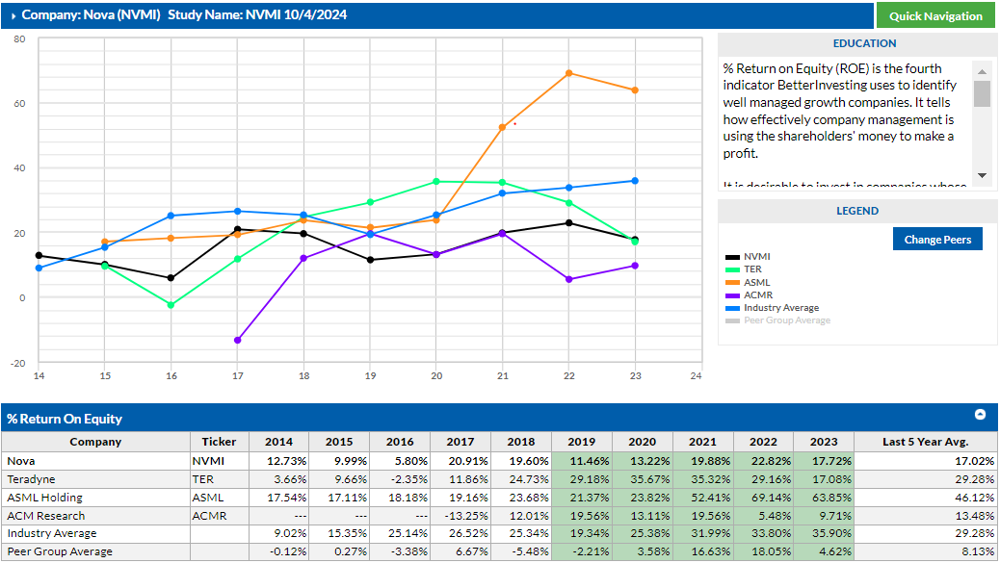 Company: Nova (NVMI) Study Name: NVMI 10/4/2024
Quick Navigation
80
60
40
20
0
-20
14 15 16 17 18 19 20 21 22 23 24
EDUCATION
% Return on Equity (ROE) is the fourth
indicator BetterInvesting uses to identify
well managed growth companies. It tells
how effectively company management is
using the shareholders' money to make a
profit.
It is desirable to invest in companies whose
LEGEND
Change Peers
NVMI
TER
ASML
ACMR
Industry Average
Peer Group Average
% Return On Equity
Company Ticker 2014 2015 2016 2017 2018 2019 2020 2021 2022 2023 Last 5 Year Avg.
Nova NVMI 12.73% 9.99% 5.80% 20.91% 19.60% 11.46% 13.22% 19.88% 22.82% 17.72% 17.02%
Teradyne TER 3.66% 9.66% -2.35% 11.86% 24.73% 29.18% 35.67% 35.32% 29.16% 17.08% 29.28%
ASML Holding ASML 17.54% 17.11% 18.18% 19.16% 23.68% 21.37% 23.82% 52.41% 69.14% 63.85% 46.12%
ACM Research ACMR --- --- --- -13.25% 12.01% 19.56% 13.11% 19.56% 5.48% 9.71% 13.48%
Industry Average 9.02% 15.35% 25.14% 26.52% 25.34% 19.34% 25.38% 31.99% 33.80% 35.90% 29.28%
Peer Group Average -0.12% 0.27% -3.38% 6.67% -5.48% -2.21% 3.58% 16.63% 18.05% 4.62% 8.13%